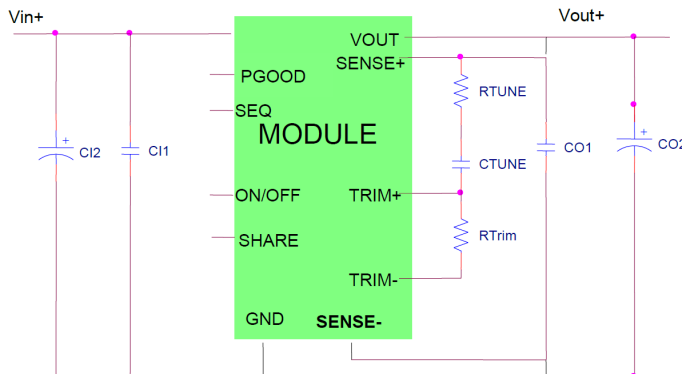 Vin+
Vout+
VOUT
SENSE+
PGOOD
RTUNE
SEQ
MODULE
+
CI2
CI1
CTUNE
CO1
+
CO2
ON/OFF
TRIM+
SHARE
RTrim
TRIM-
GND
SENSE-